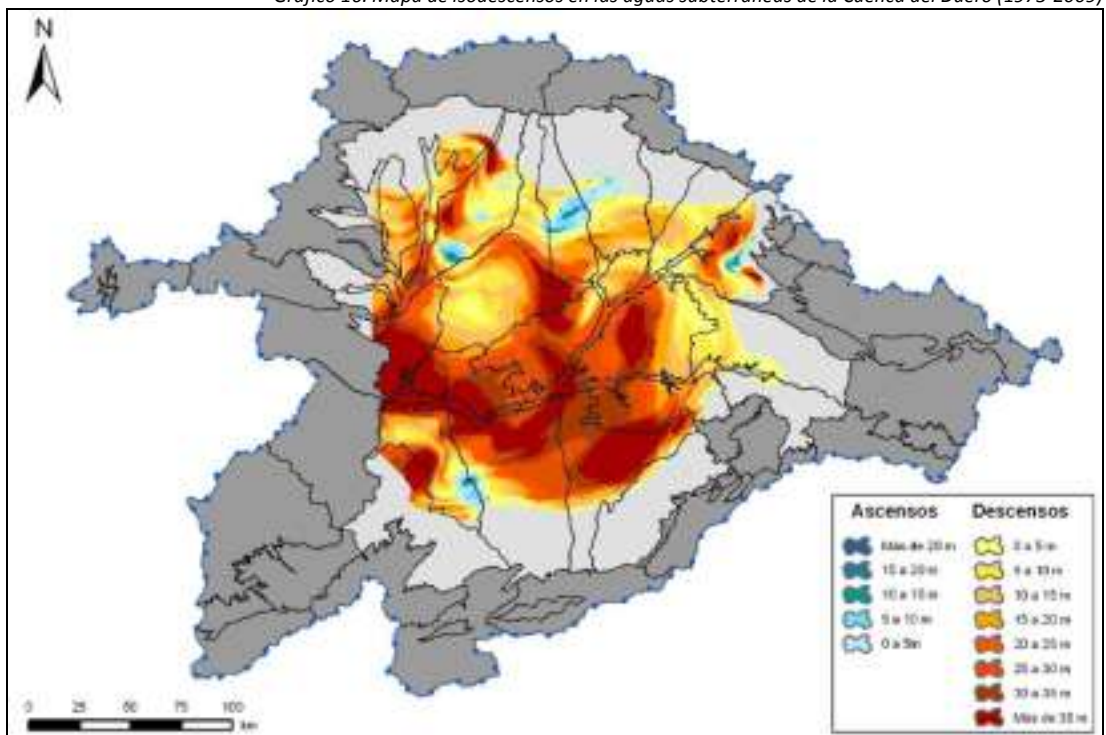 Gráfico 16. Mapa de isodescensos en las aguas subterráneas de la Cuenca del Duero (1973-2009)
N
Ascensos
Más de 20 m
15 a 20 m
10 a 15 m
5 a 10 m
0 a 5m
Descensos
0 a 5 m
5 a 10 m
10 a 15 m
15 a 20 m
20 a 25 m
25 a 30 m
30 a 35 m
Más de 35 m
0 25 50 75 100
km